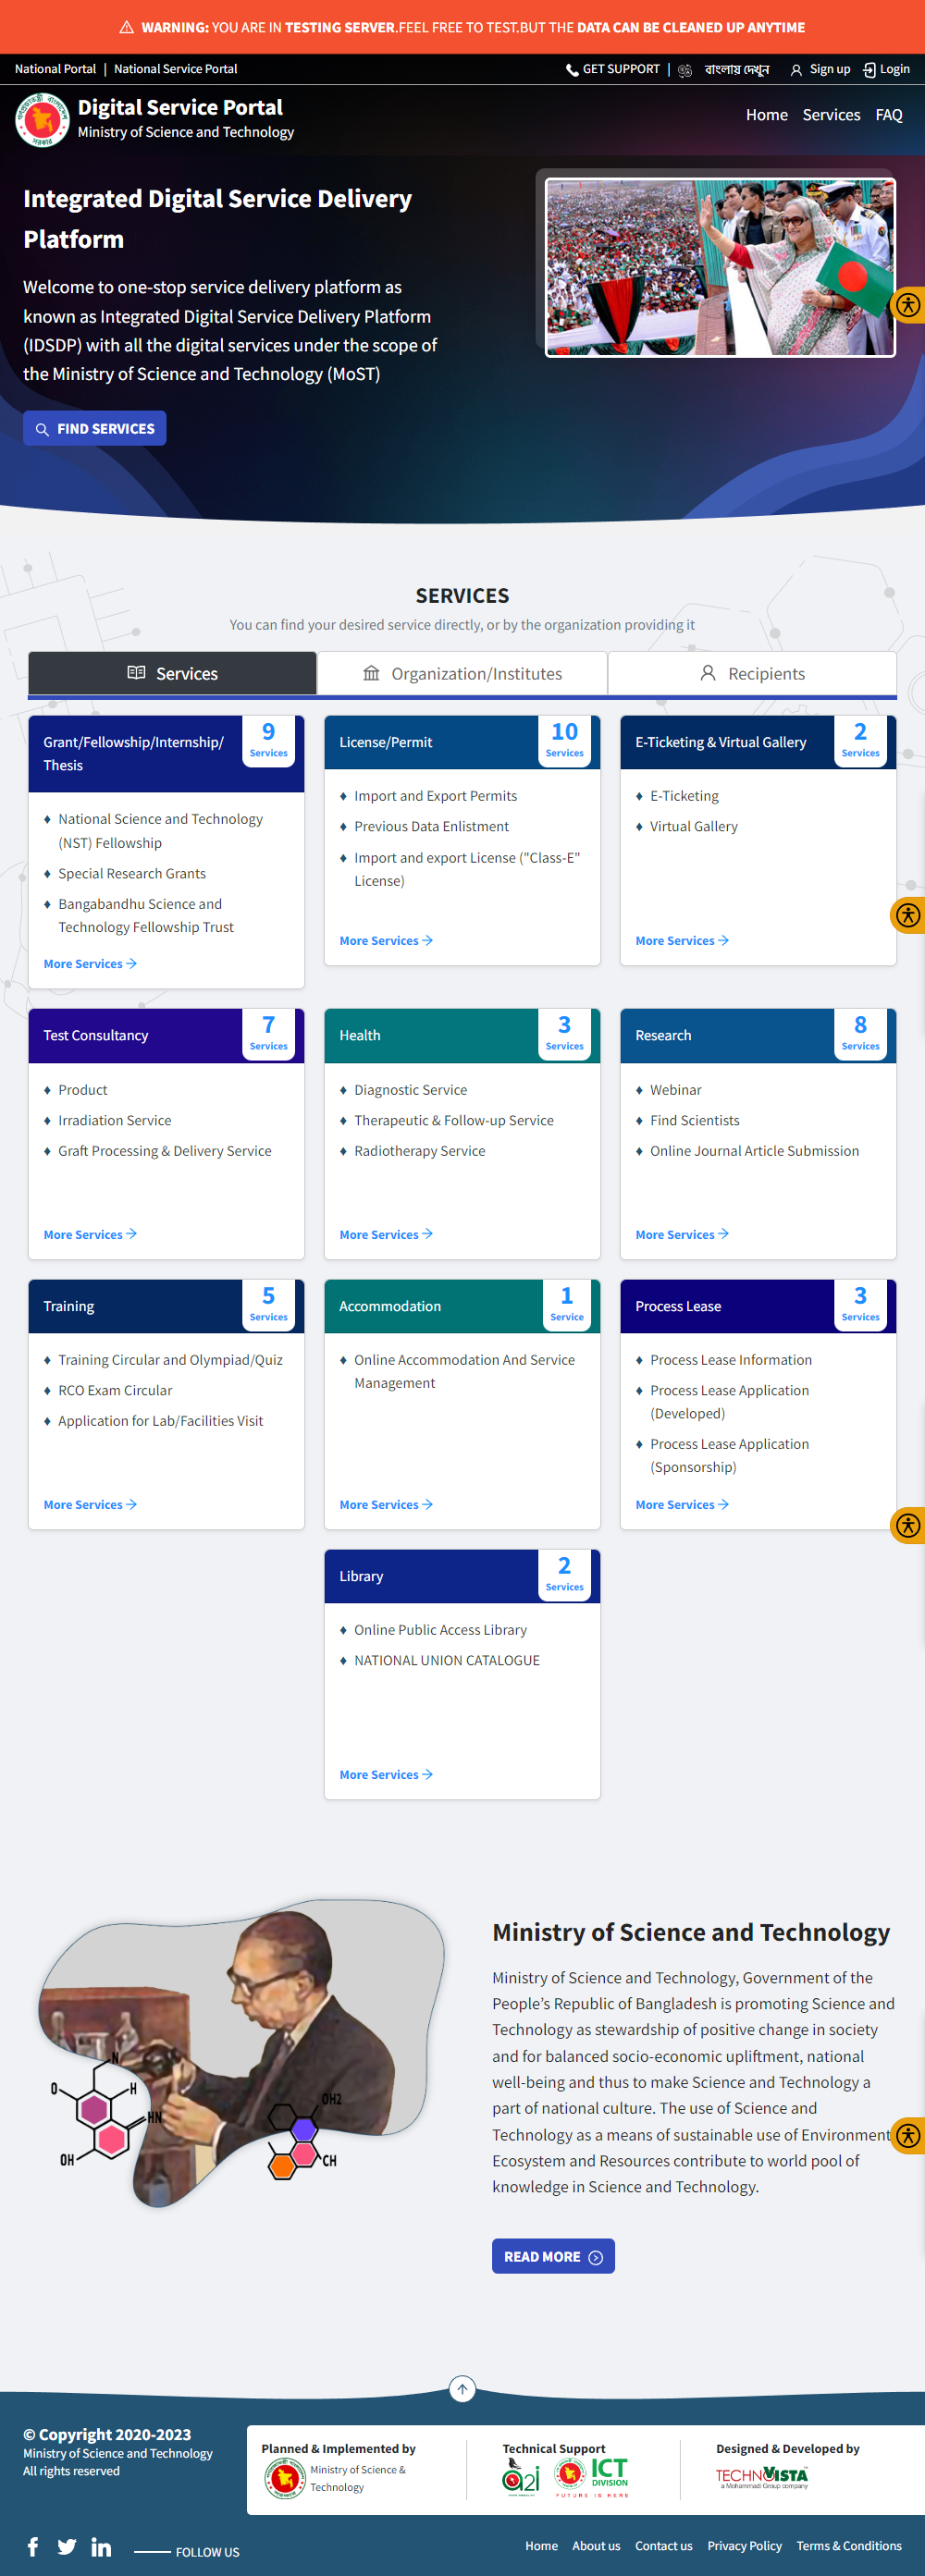 WARNING: YOU ARE IN TESTING SERVER.FEEL FREE TO TEST.BUT THE DATA CAN BE CLEANED UP ANYTIME
National Portal | National Service Portal
GET SUPPORT | বাংলায় দেখুন Sign up Login
Digital Service Portal
Ministry of Science and Technology
Home Services FAQ
Integrated Digital Service Delivery
Platform
Welcome to one-stop service delivery platform as
known as Integrated Digital Service Delivery Platform
(IDSDP) with all the digital services under the scope of
the Ministry of Science and Technology (MoST)
FIND SERVICES
SERVICES
You can find your desired service directly, or by the organization providing it
Services
Organization/Institutes
Recipients
Grant/Fellowship/Internship/
Thesis
9
Services
National Science and Technology
(NST) Fellowship
Special Research Grants
Bangabandhu Science and
Technology Fellowship Trust
More Services
License/Permit
10
Services
Import and Export Permits
Previous Data Enlistment
Import and export License ("Class-E"
License)
More Services
E-Ticketing & Virtual Gallery
2
Services
E-Ticketing
Virtual Gallery
More Services
Test Consultancy
7
Services
Product
Irradiation Service
Graft Processing & Delivery Service
More Services
Health
3
Services
Diagnostic Service
Therapeutic & Follow-up Service
Radiotherapy Service
More Services
Research
8
Services
Webinar
Find Scientists
Online Journal Article Submission
More Services
Training
5
Services
Training Circular and Olympiad/Quiz
RCO Exam Circular
Application for Lab/Facilities Visit
More Services
Accommodation
1
Service
Online Accommodation And Service
Management
More Services
Process Lease
3
Services
Process Lease Information
Process Lease Application
(Developed)
Process Lease Application
(Sponsorship)
More Services
Library
2
Services
Online Public Access Library
NATIONAL UNION CATALOGUE
More Services
N
O
H
HN
OH
OH2
CH
Ministry of Science and Technology
Ministry of Science and Technology, Government of the
People’s Republic of Bangladesh is promoting Science and
Technology as stewardship of positive change in society
and for balanced socio-economic upliftment, national
well-being and thus to make Science and Technology a
part of national culture. The use of Science and
Technology as a means of sustainable use of Environment
Ecosystem and Resources contribute to world pool of
knowledge in Science and Technology.
READ MORE
© Copyright 2020-2023
Ministry of Science and Technology
All rights reserved
Planned & Implemented by
Ministry of Science &
Technology
Technical Support
a2i
ICT
DIVISION
FUTURE IS HERE
Designed & Developed by
TECHNOVISTA
a Mohammadi Group company
FOLLOW US
Home About us Contact us Privacy Policy Terms & Conditions